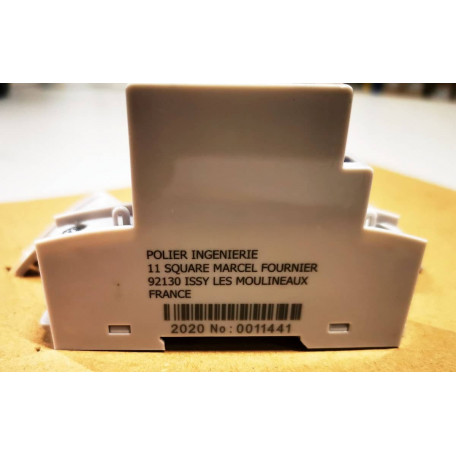 POLIER INGENIERIE
11 SQUARE MARCEL FOURNIER
92130 ISSY LES MOULINEAUX
FRANCE
2020 No : 0011441